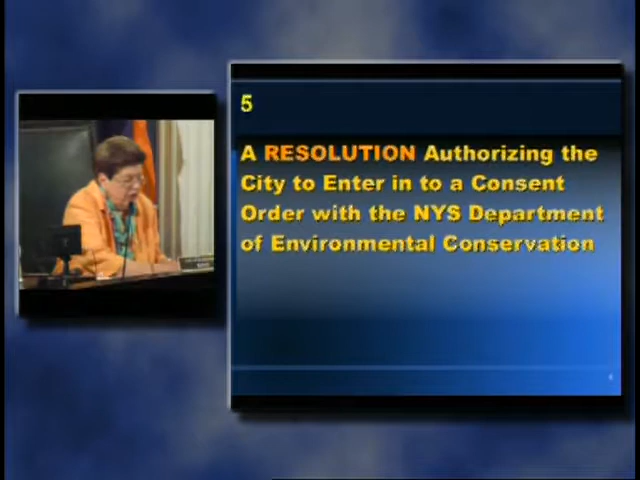 5
A RESOLUTION Authorizing the
City to Enter in to a Consent
Order with the NYS Department
of Environmental Conservation